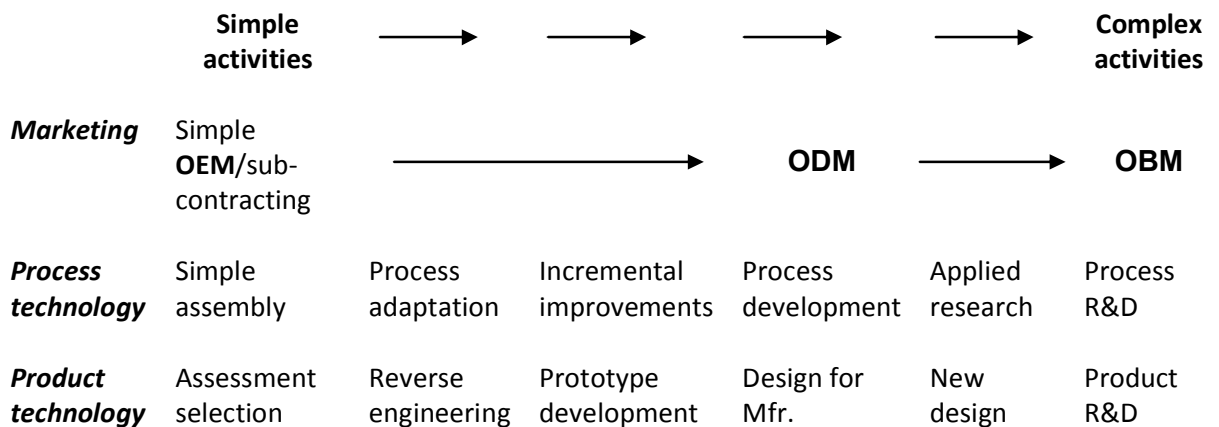 Simple Complex
activities activities
Marketing Simple
OEM/sub- ODM OBM
contracting
Process Simple Process Incremental Process Applied Process
technology assembly adaptation improvements development research R&D
Product Assessment Reverse Prototype Design for New Product
technology selection engineering development Mfr. design R&D